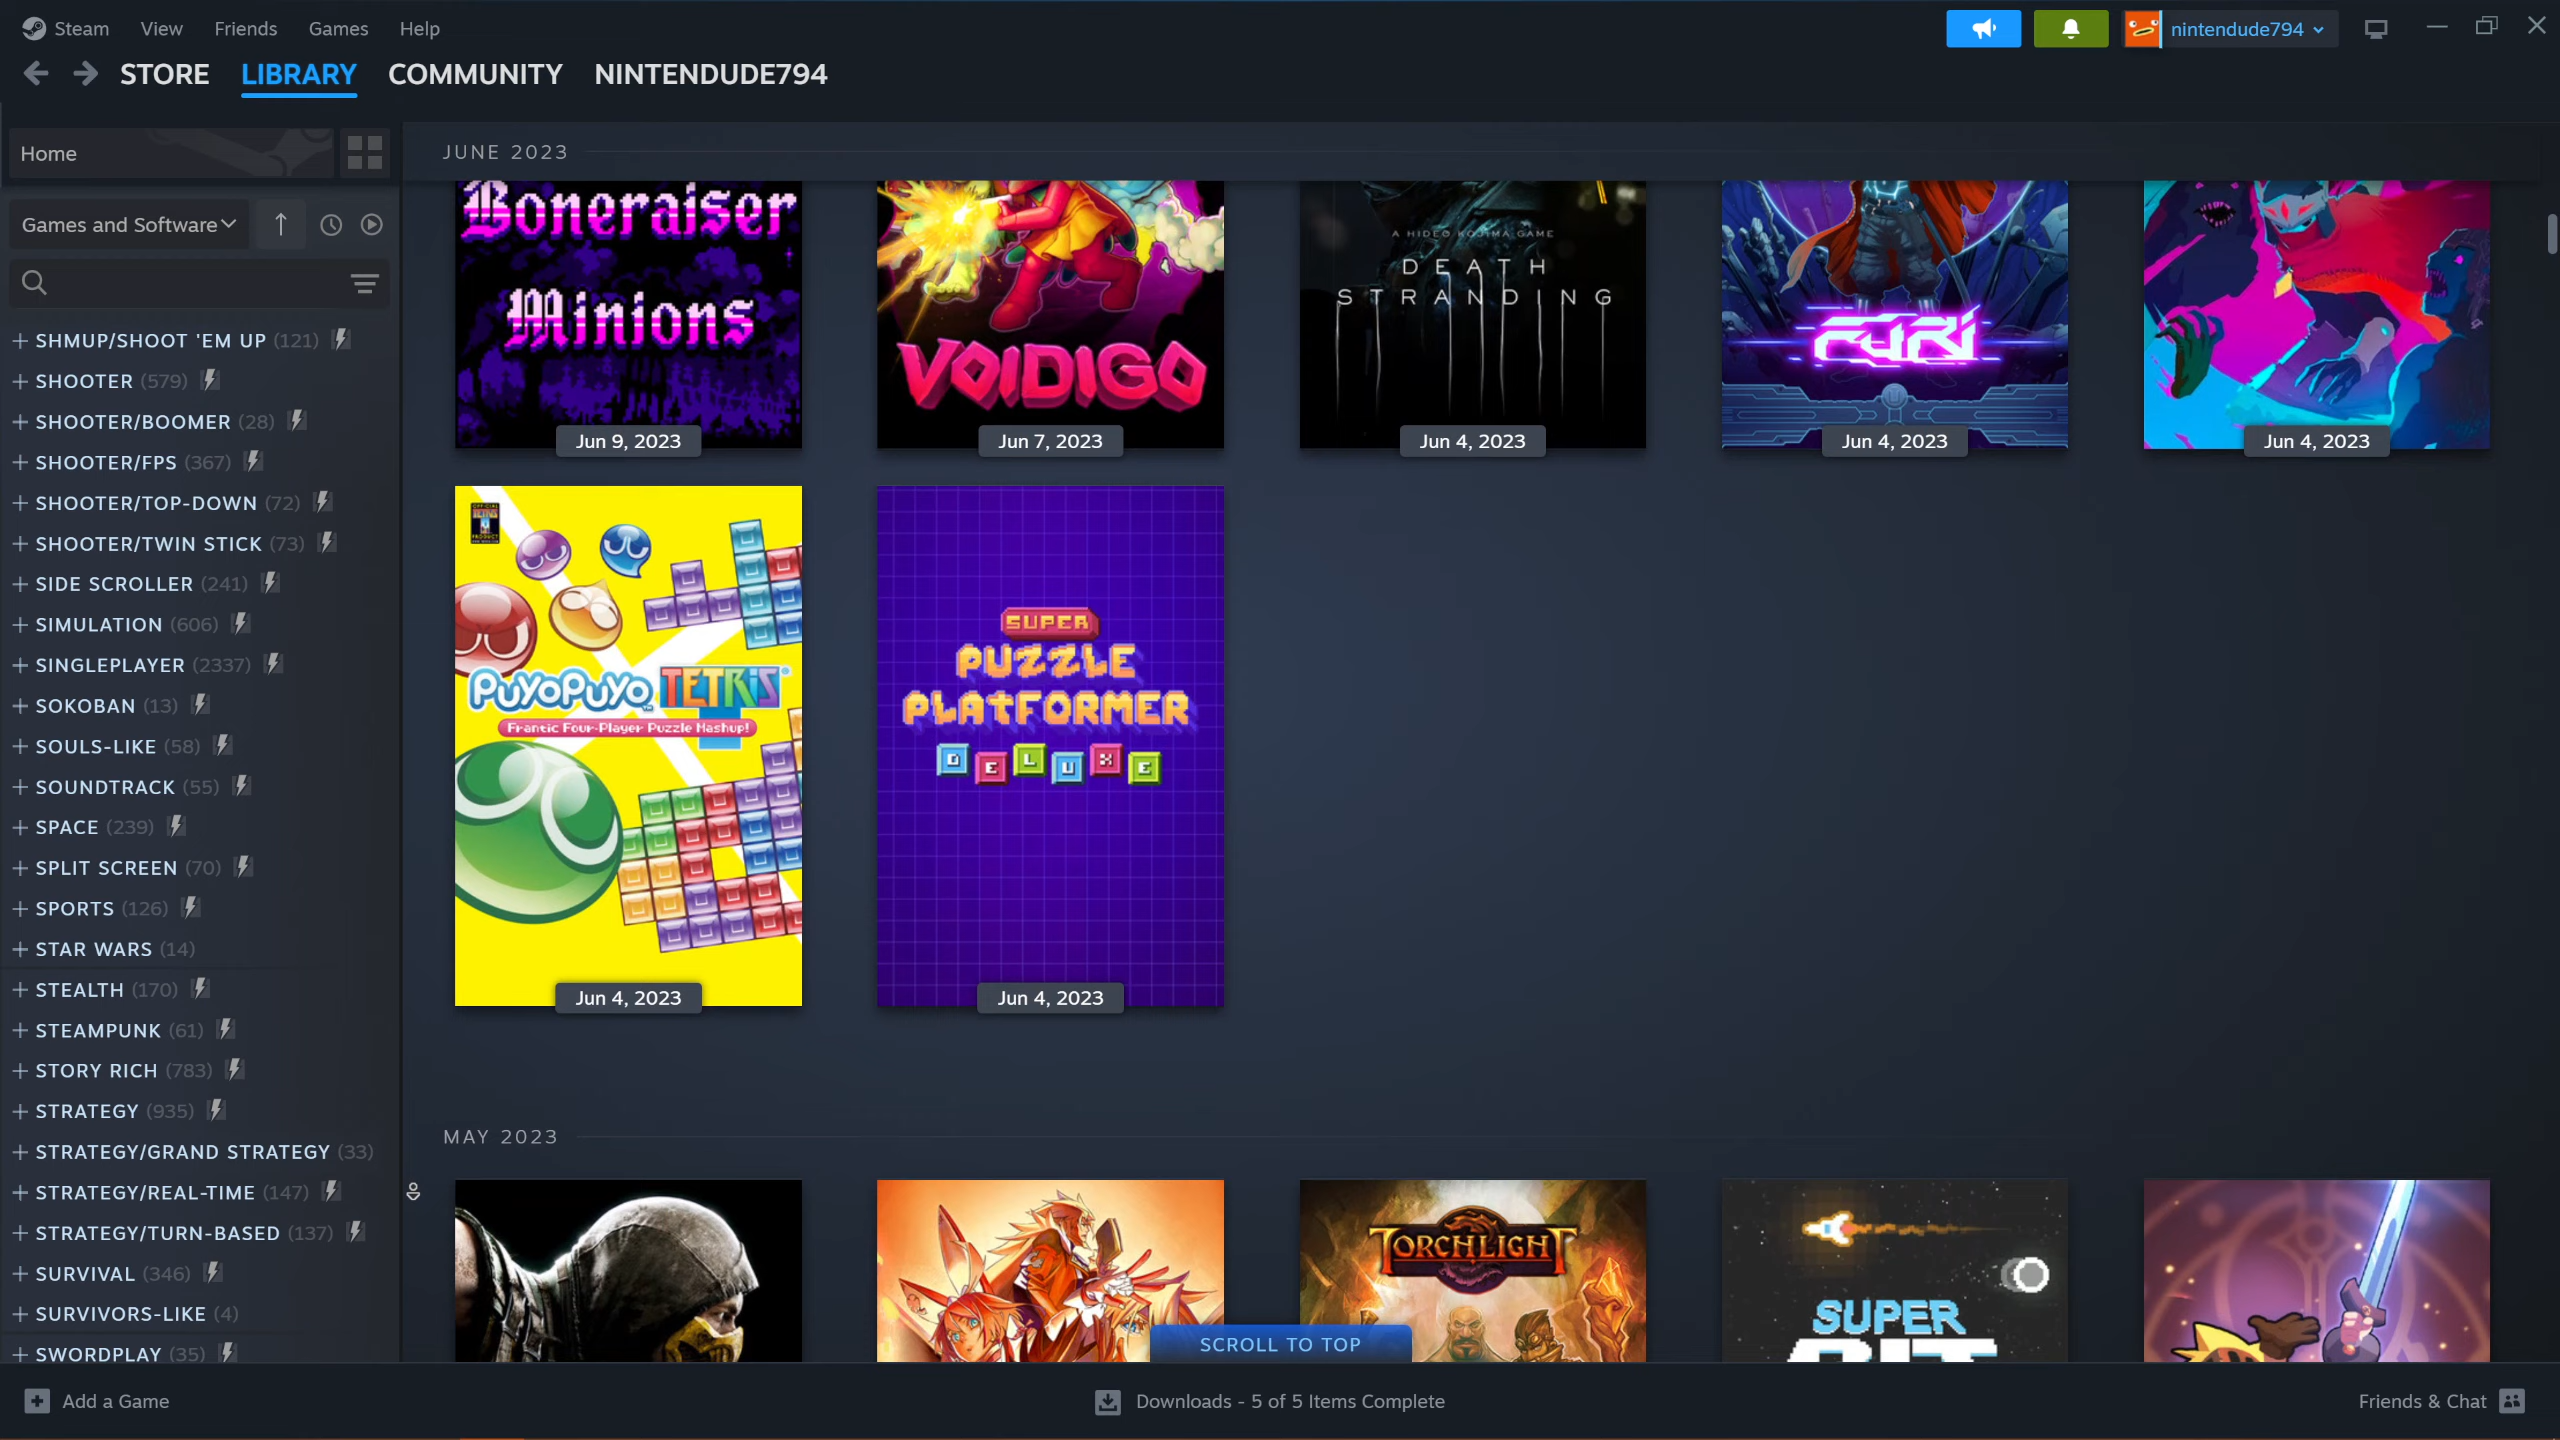 Steam View Friends Games Help
nintendude794
STORE LIBRARY COMMUNITY NINTENDUDE794
Home
JUNE 2023
Games and Software
SHMUP/SHOOT 'EM UP (121)
SHOOTER (579)
SHOOTER/BOOMER (28)
SHOOTER/FPS (367)
SHOOTER/TOP-DOWN (72)
SHOOTER/TWIN STICK (73)
SIDE SCROLLER (241)
SIMULATION (606)
SINGLEPLAYER (2337)
SOKOBAN (13)
SOULS-LIKE (58)
SOUNDTRACK (55)
SPACE (239)
SPLIT SCREEN (70)
SPORTS (126)
STAR WARS (14)
STEALTH (170)
STEAMPUNK (61)
STORY RICH (783)
STRATEGY (935)
STRATEGY/GRAND STRATEGY (33)
STRATEGY/REAL-TIME (147)
STRATEGY/TURN-BASED (137)
SURVIVAL (346)
SURVIVORS-LIKE (4)
SWORDPLAY (35)
Boneraiser
Minions
Jun 9, 2023
VOIDIGO
Jun 7, 2023
A HIDEO KOJIMA GAME
DEATH
STRANDING
Jun 4, 2023
FURI
Jun 4, 2023
Jun 4, 2023
PUYOPUYO TETRIS
Frantic Four-Player Puzzle Mashup!
Jun 4, 2023
SUPER
PUZZLE
PLATFORMER
DELUXE
Jun 4, 2023
MAY 2023
TORCHLIGHT
SUPER
SCROLL TO TOP
Add a Game
Downloads - 5 of 5 Items Complete
Friends & Chat